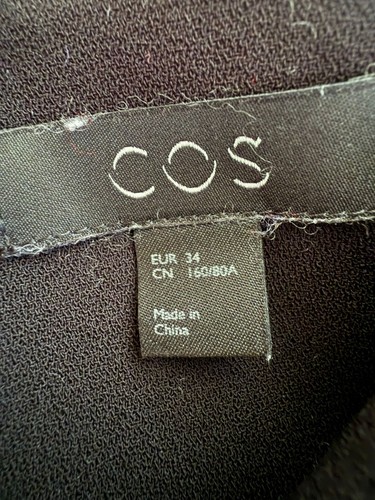 COS
EUR 34
CN 160/80A
Made in
China